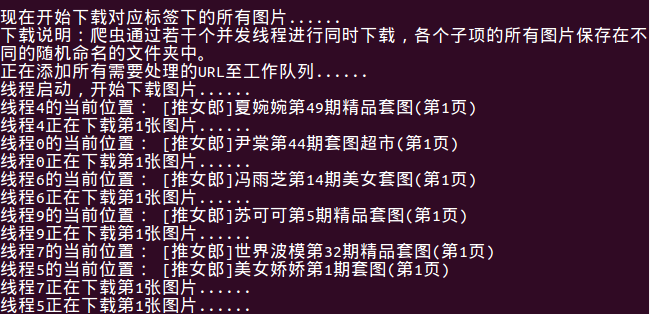 现在开始下载对应标签下的所有图片......
下载说明：爬虫通过若干个并发线程进行同时下载，各个子项的所有图片保存在不
同的随机命名的文件夹中。
正在添加所有需要处理的URL至工作队列......
线程启动，开始下载图片......
线程4的当前位置： [推女郎]夏婉婉第49期精品套图(第1页)
线程4正在下载第1张图片......
线程0的当前位置： [推女郎]尹棠第44期套图超市(第1页)
线程0正在下载第1张图片......
线程6的当前位置： [推女郎]冯雨芝第14期美女套图(第1页)
线程6正在下载第1张图片......
线程9的当前位置： [推女郎]苏可可第5期精品套图(第1页)
线程9正在下载第1张图片......
线程7的当前位置： [推女郎]世界波模第32期精品套图(第1页)
线程5的当前位置： [推女郎]美女娇娇第1期套图(第1页)
线程7正在下载第1张图片......
线程5正在下载第1张图片......